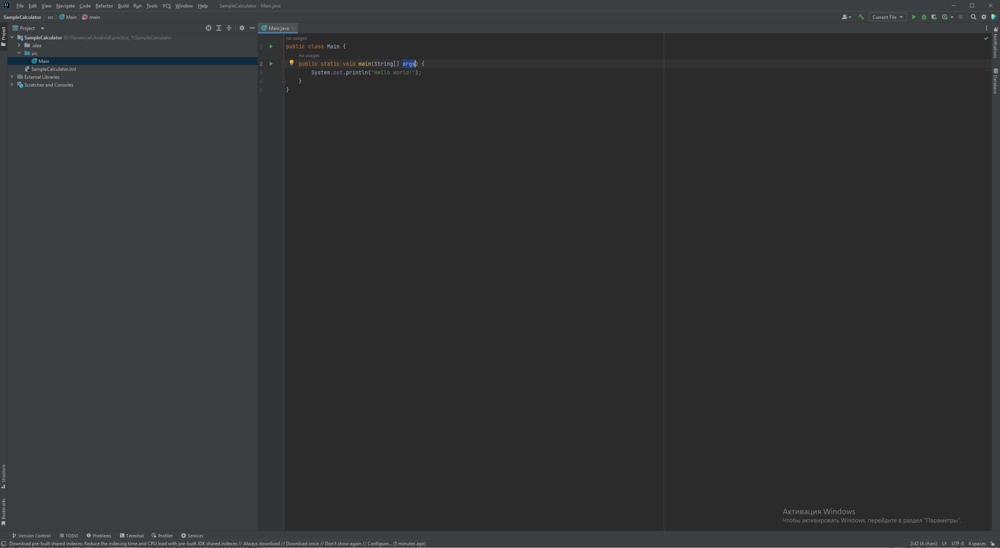 File Edit View Navigate Code Refactor Build Run Tools VCS Window Help SampleCalculator - Main.java
SampleCalculator src Main main Current File
Project
SampleCalculator D:\Техникум\Android\practice_1\SampleCalculator
.idea
src
Main
SampleCalculator.iml
External Libraries
Scratches and Consoles
Project
Structure
Bookmarks
Main.java
no usages
1 public class Main {
no usages
2 public static void main(String[] args) {
3 System.out.println("Hello world!");
4 }
5 }
Notifications
Database
Активация Windows
Чтобы активировать Windows, перейдите в раздел "Параметры".
Version Control TODO Problems Terminal Profiler Services
Download pre-built shared indexes: Reduce the indexing time and CPU load with pre-built JDK shared indexes // Always download // Download once // Don't show again // Configure... (5 minutes ago) 2:42 (4 chars) LF UTF-8 4 spaces